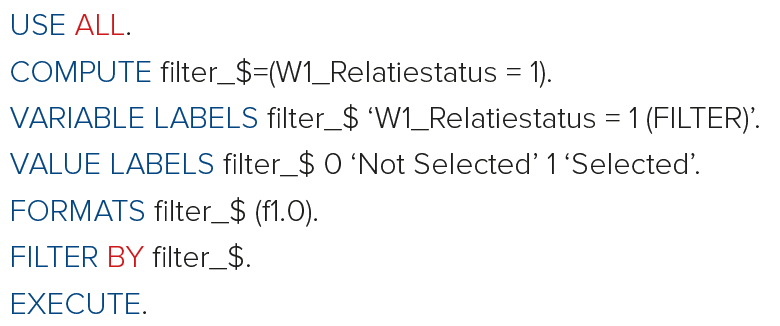 USE ALL.
COMPUTE filter_$=(W1_Relatiestatus = 1).
VARIABLE LABELS filter_$ ‘W1_Relatiestatus = 1 (FILTER)’.
VALUE LABELS filter_$ 0 ‘Not Selected’ 1 ‘Selected’.
FORMATS filter_$ (f1.0).
FILTER BY filter_$.
EXECUTE.